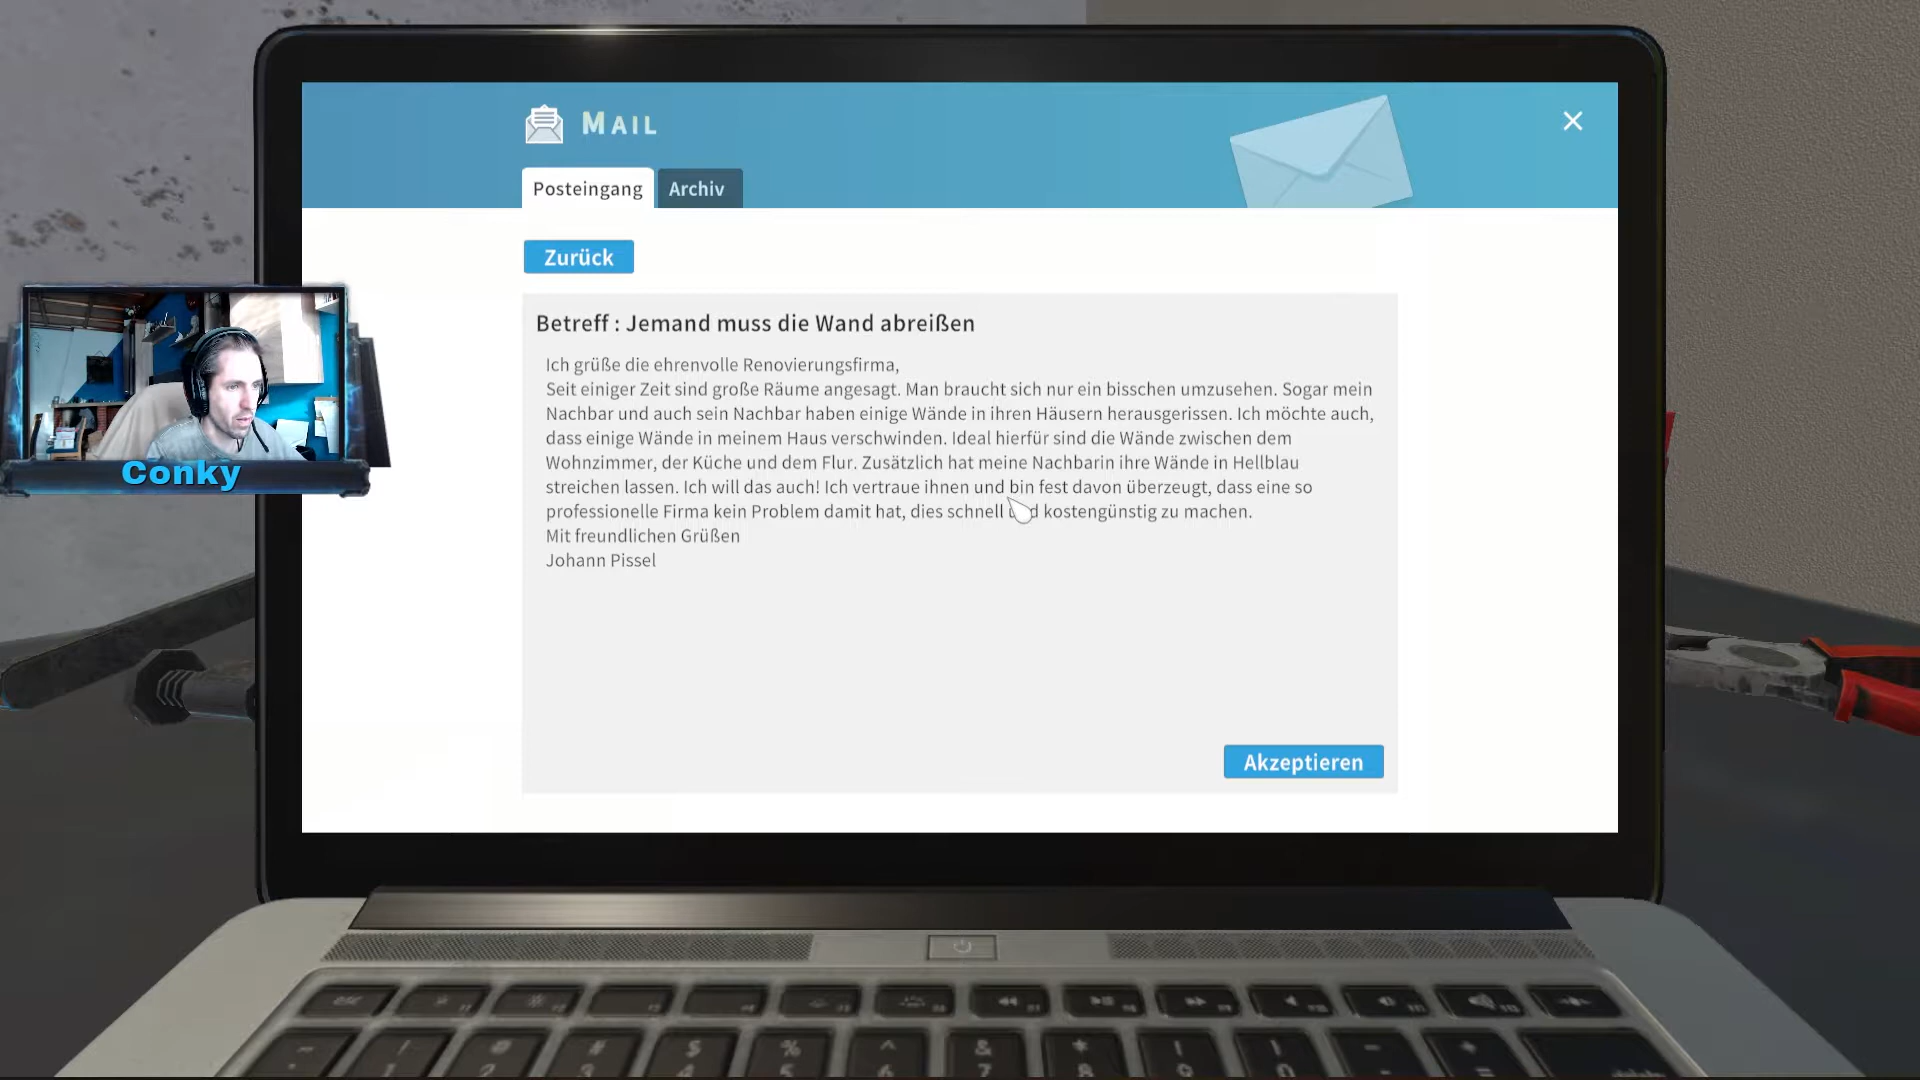 MAIL
Posteingang
Archiv
Zurück
Betreff : Jemand muss die Wand abreißen
Ich grüße die ehrenvolle Renovierungsfirma,
Seit einiger Zeit sind große Räume angesagt. Man braucht sich nur ein bisschen umzusehen. Sogar mein
Nachbar und auch sein Nachbar haben einige Wände in ihren Häusern herausgerissen. Ich möchte auch,
dass einige Wände in meinem Haus verschwinden. Ideal hierfür sind die Wände zwischen dem
Wohnzimmer, der Küche und dem Flur. Zusätzlich hat meine Nachbarin ihre Wände in Hellblau
streichen lassen. Ich will das auch! Ich vertraue ihnen und bin fest davon überzeugt, dass eine so
professionelle Firma kein Problem damit hat, dies schnell und kostengünstig zu machen.
Mit freundlichen Grüßen
Johann Pissel
Akzeptieren
Conky